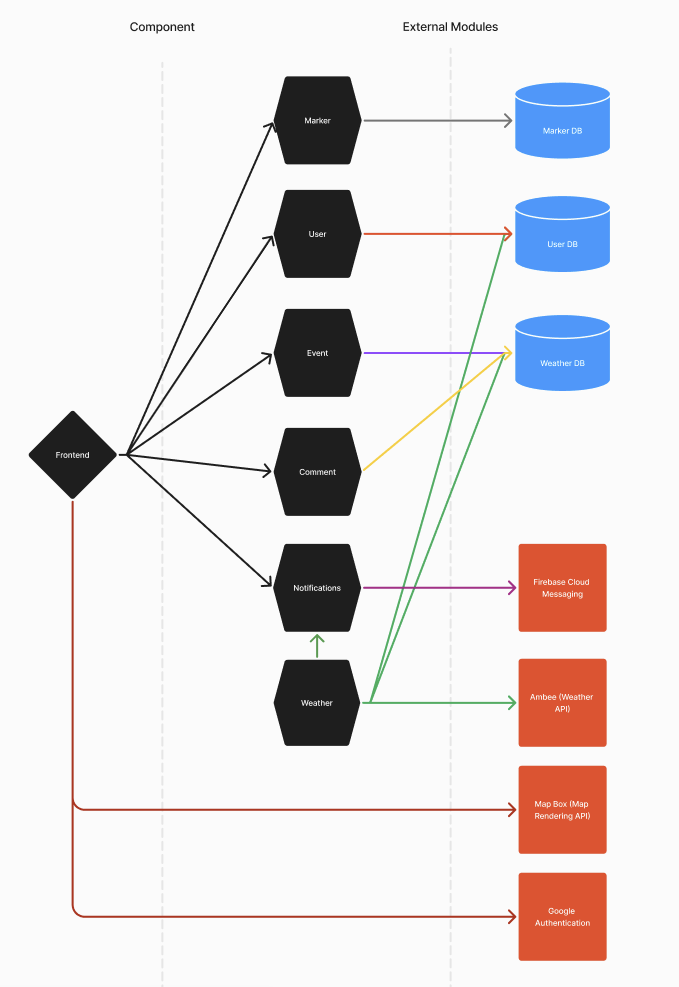 Component
External Modules
Marker
Marker DB
User
User DB
Event
Weather DB
Frontend
Comment
Notifications
Firebase Cloud
Messaging
Weather
Ambee (Weather
API)
Map Box (Map
Rendering API)
Google
Authentication